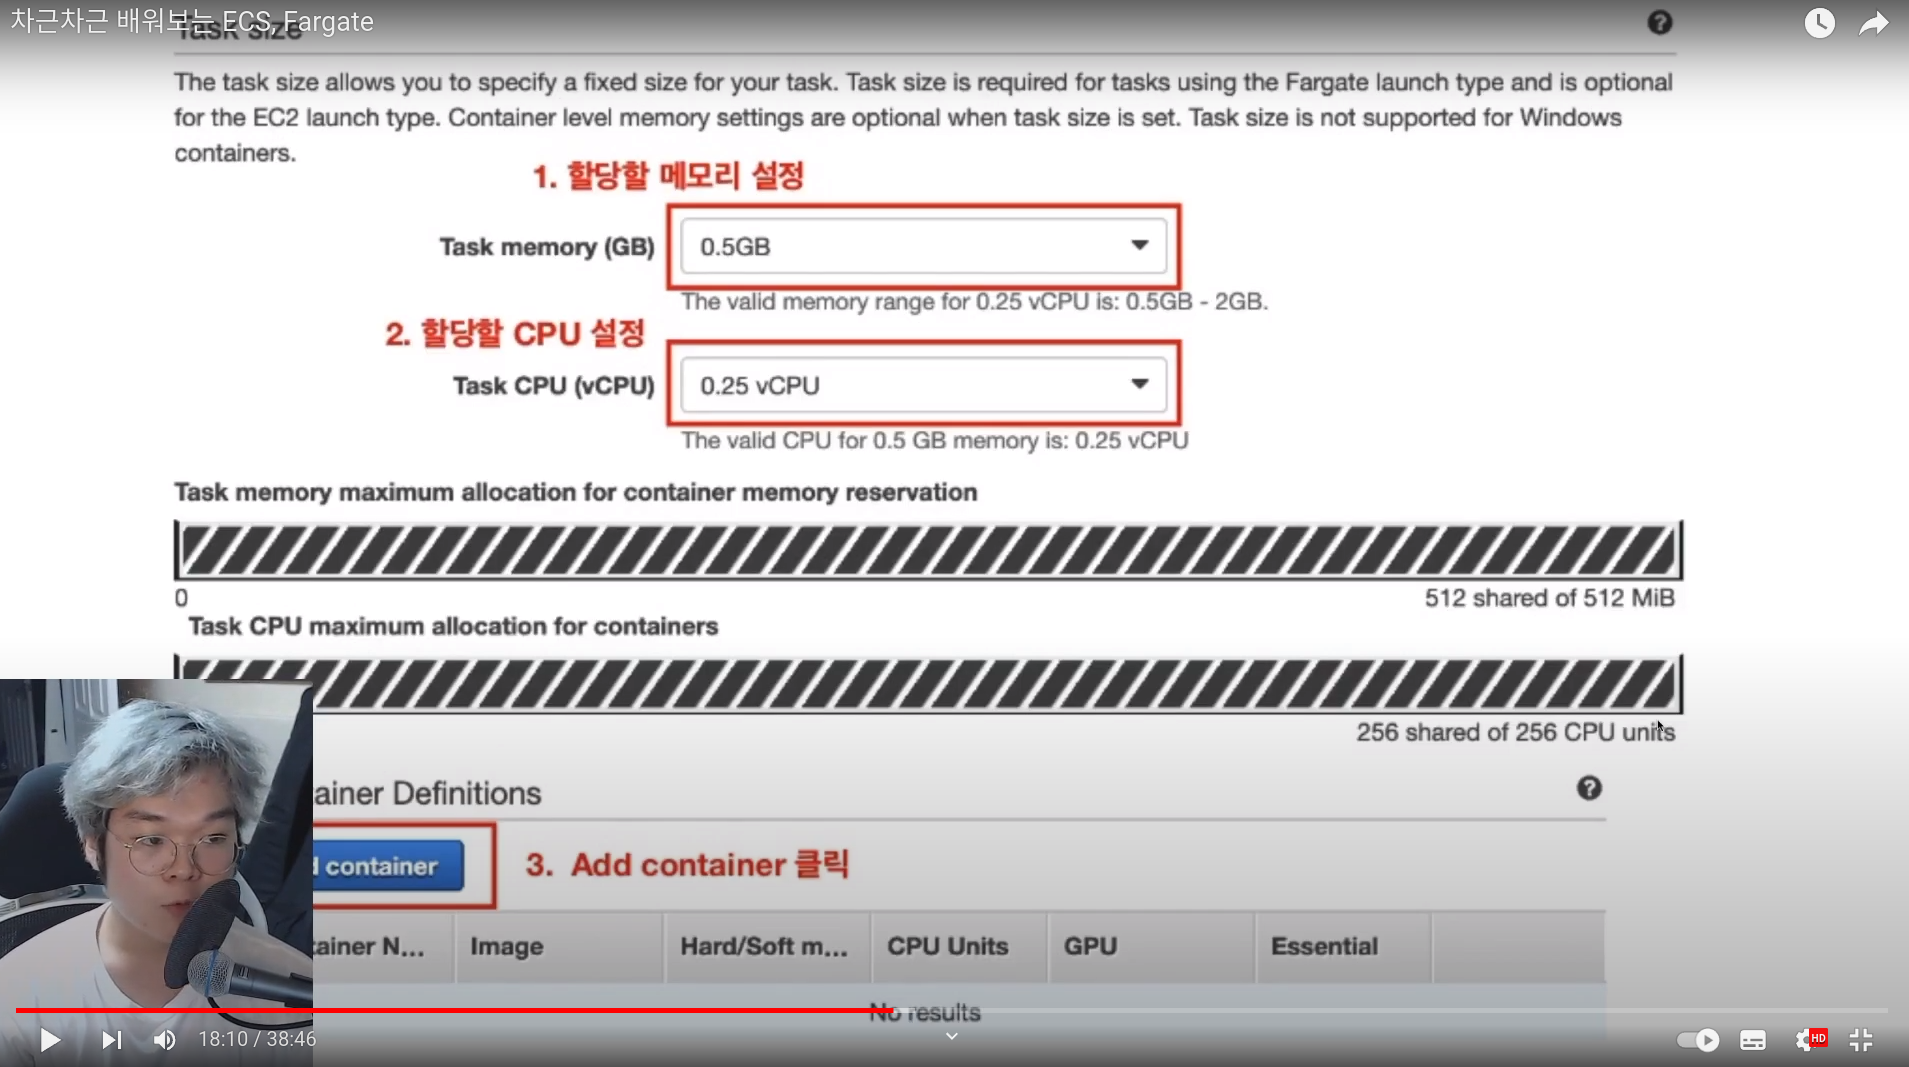 차근차근 배워보는 ECS, Fargate
Task size
The task size allows you to specify a fixed size for your task. Task size is required for tasks using the Fargate launch type and is optional
for the EC2 launch type. Container level memory settings are optional when task size is set. Task size is not supported for Windows
containers.
1. 할당할 메모리 설정
Task memory (GB)
0.5GB
The valid memory range for 0.25 vCPU is: 0.5GB - 2GB.
2. 할당할 CPU 설정
Task CPU (vCPU)
0.25 vCPU
The valid CPU for 0.5 GB memory is: 0.25 vCPU
Task memory maximum allocation for container memory reservation
0
512 shared of 512 MiB
Task CPU maximum allocation for containers
256 shared of 256 CPU units
ainer Definitions
container
3. Add container 클릭
ainer N...
Image
Hard/Soft m...
CPU Units
GPU
Essential
No results
18:10 / 38:46
HD